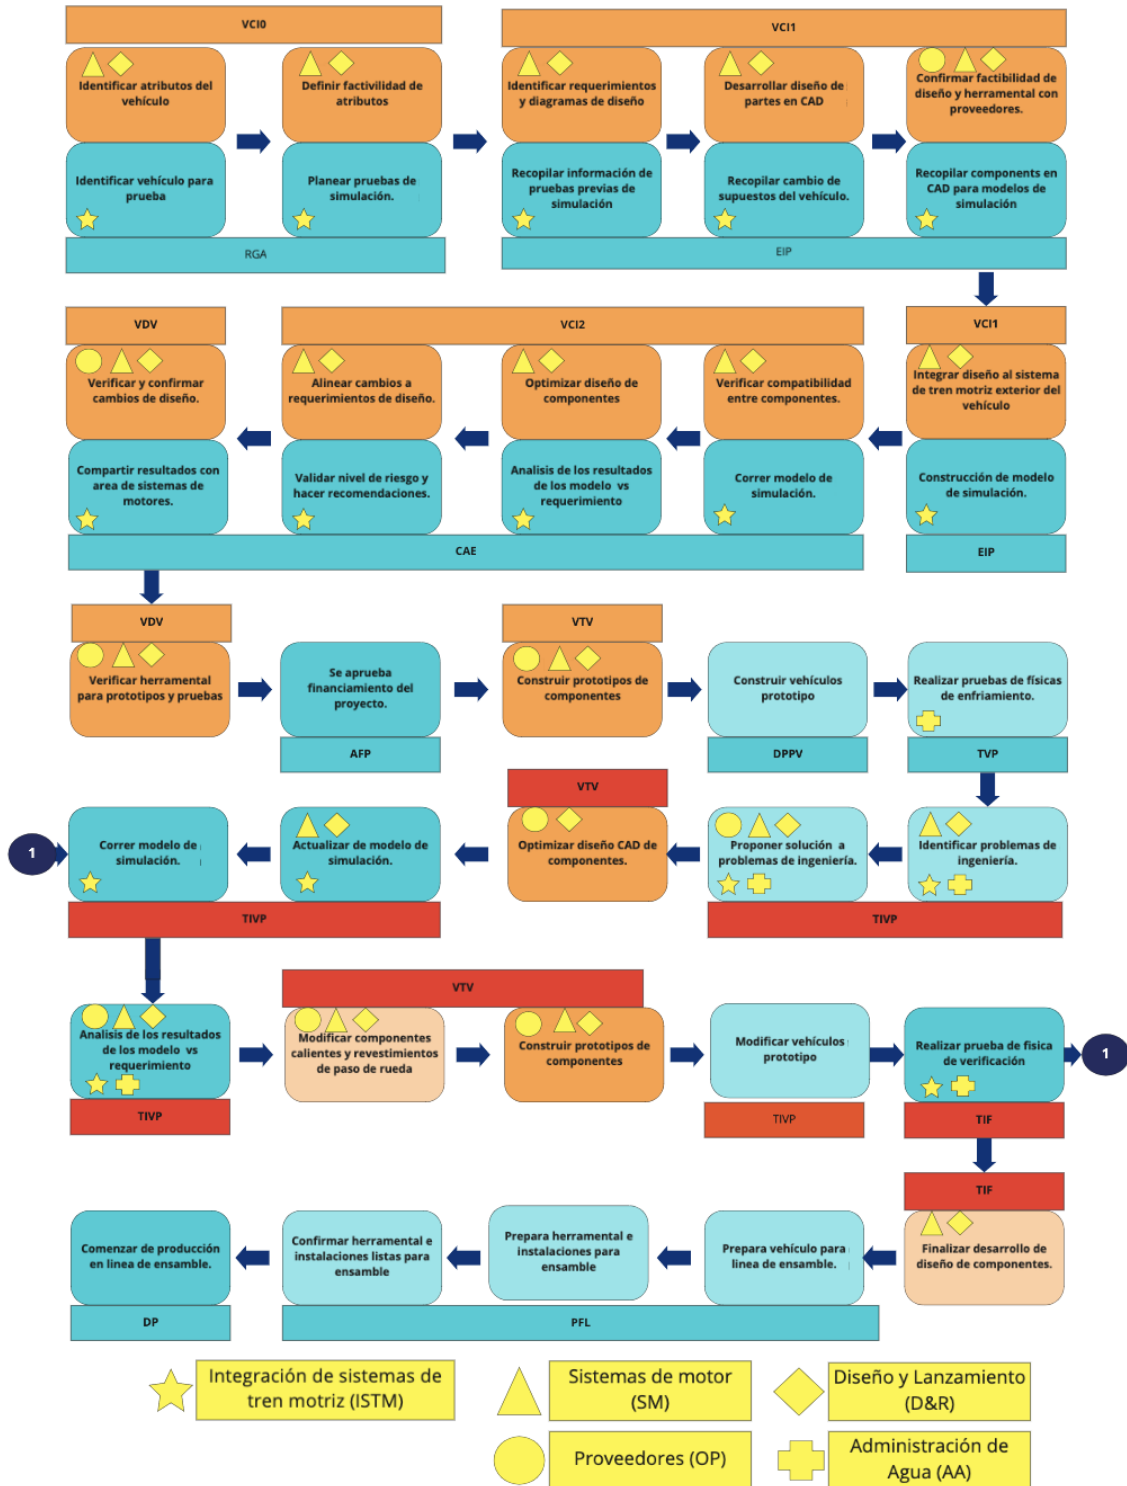 VCI0
VCI1
Identificar atributos del
vehículo
Definir factivilidad de
atributos
Identificar requerimientos
y diagramas de diseño
Desarrollar diseño de
partes en CAD
Confirmar factibilidad de
diseño y herramental con
proveedores.
Identificar vehículo para
prueba
Planear pruebas de
simulación.
Recopilar información de
pruebas previas de
simulación
Recopilar cambio de
supuestos del vehículo.
Recopilar components en
CAD para modelos de
simulación
RGA
EIP
VDV
VCI2
VCI1
Verificar y confirmar
cambios de diseño.
Alinear cambios a
requerimientos de diseño.
Optimizar diseño de
componentes
Verificar compatibilidad
entre componentes.
Integrar diseño al sistema
de tren motriz exterior del
vehículo
Compartir resultados con
area de sistemas de
motores.
Validar nivel de riesgo y
hacer recomendaciones.
Analisis de los resultados
de los modelo vs
requerimiento
Correr modelo de
simulación.
Construcción de modelo
de simulación.
CAE
EIP
VDV
VTV
Verificar herramental
para prototipos y pruebas
Se aprueba
financiamiento del
proyecto.
Construir prototipos de
componentes
Construir vehículos
prototipo
Realizar pruebas de físicas
de enfriamiento.
AFP
DPPV
TVP
VTV
1
Correr modelo de
simulación.
Actualizar de modelo de
simulación.
Optimizar diseño CAD de
componentes.
Proponer solución a
problemas de ingeniería.
Identificar problemas de
ingeniería.
TIVP
TIVP
VTV
Analisis de los resultados
de los modelo vs
requerimiento
Modificar componentes
calientes y revestimientos
de paso de rueda
Construir prototipos de
componentes
Modificar vehículos
prototipo
Realizar prueba de fisica
de verificación
1
TIVP
TIVP
TIF
TIF
Comenzar de producción
en linea de ensamble.
Confirmar herramental e
instalaciones listas para
ensamble
Prepara herramental e
instalaciones para
ensamble
Prepara vehículo para
linea de ensamble.
Finalizar desarrollo de
diseño de componentes.
DP
PFL
Integración de sistemas de
tren motriz (ISTM)
Sistemas de motor
(SM)
Diseño y Lanzamiento
(D&R)
Proveedores (OP)
Administración de
Agua (AA)